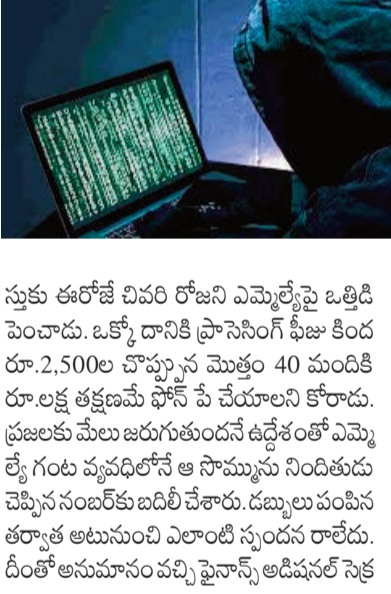 స్తుకు ఈరోజే చివరి రోజని ఎమ్మెల్యేపై ఒత్తిడి
పెంచాడు. ఒక్కో దానికి ప్రాసెసింగ్ ఫీజు కింద
రూ.2,500ల చొప్పున మొత్తం 40 మందికి
రూ.లక్ష తక్షణమే ఫోన్ పే చేయాలని కోరాడు.
ప్రజలకు మేలు జరుగుతుందనే ఉద్దేశంతో ఎమ్మె
ల్యే గంట వ్యవధిలోనే ఆ సొమ్మును నిందితుడు
చెప్పిన నంబర్‌కు బదిలీ చేశారు. డబ్బులు పంపిన
తర్వాత అటునుంచి ఎలాంటి స్పందన రాలేదు.
దీంతో అనుమానం వచ్చి ఫైనాన్స్ అడిషనల్ సెక్ర